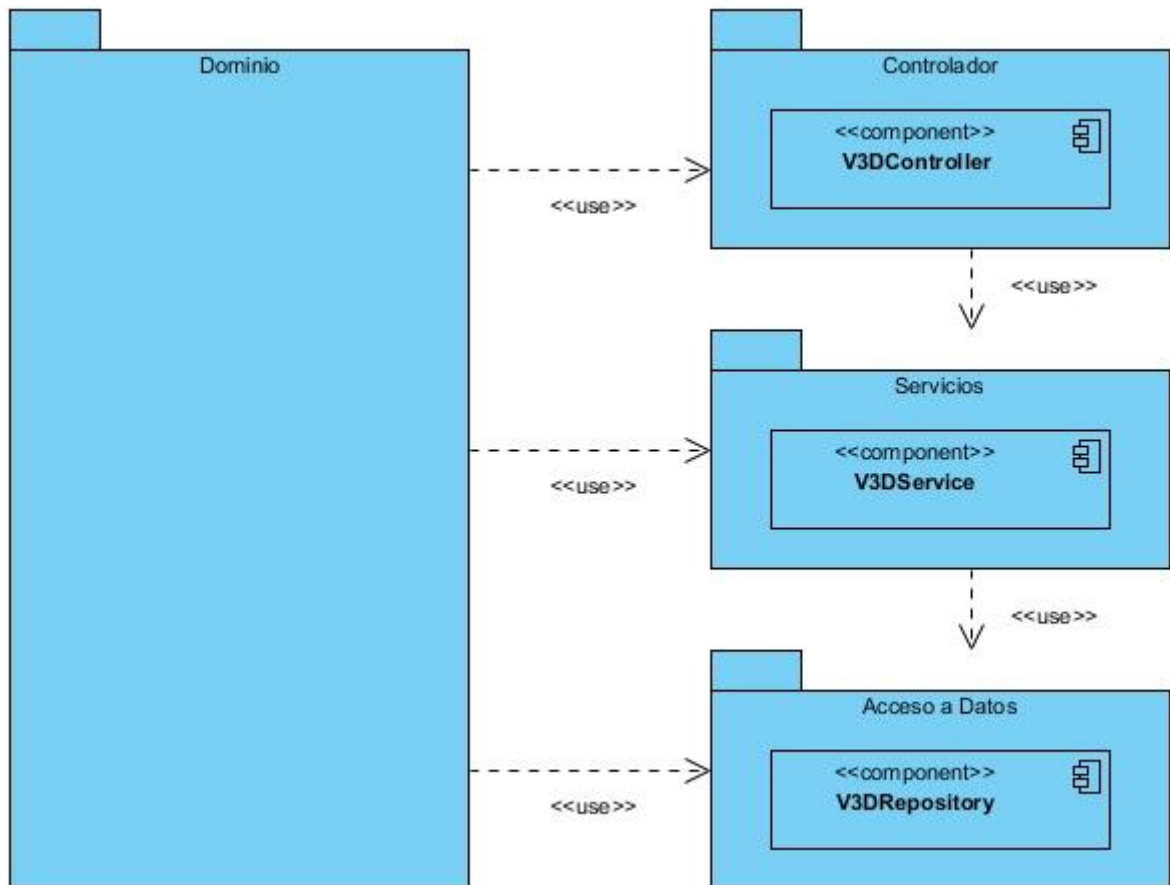 Dominio
Controlador
<<component>>
V3DController
<<use>>
<<use>>
Servicios
<<component>>
V3DService
<<use>>
<<use>>
Acceso a Datos
<<component>>
V3DRepository
<<use>>